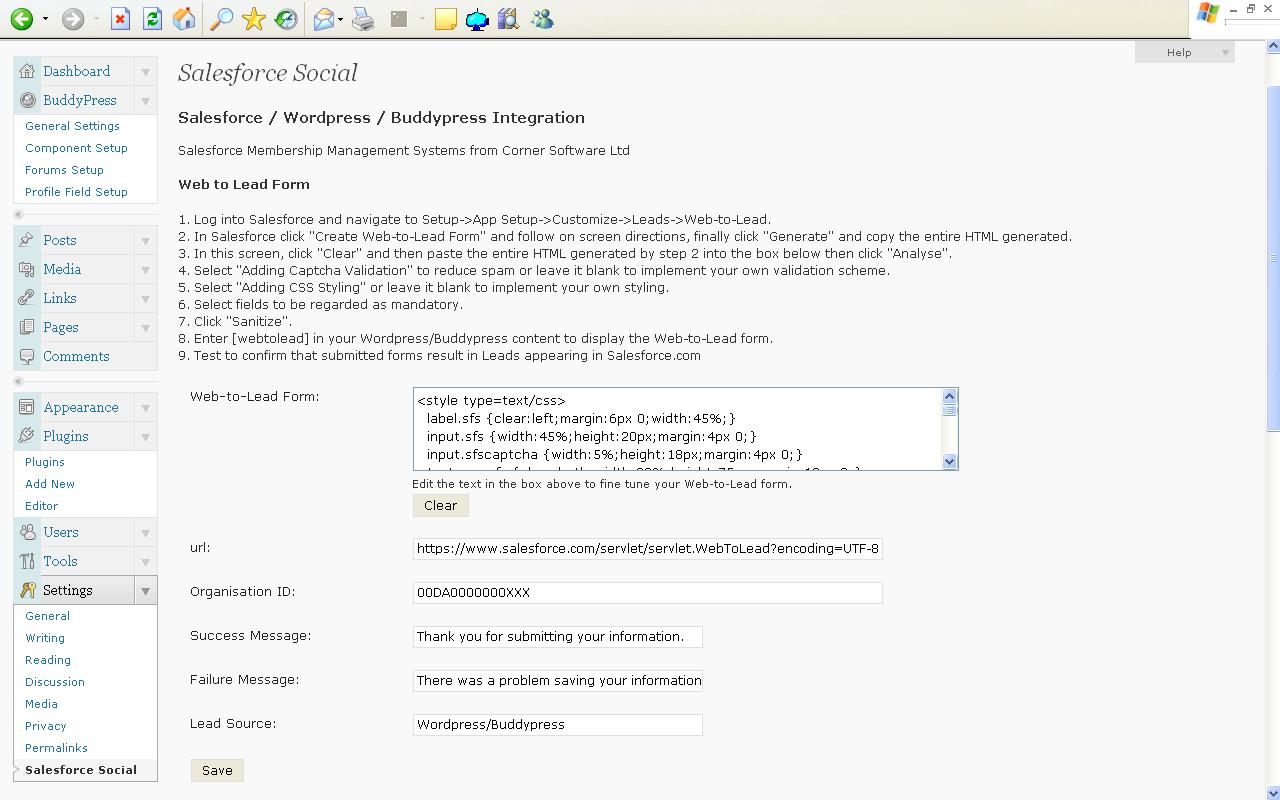 Help
Dashboard
BuddyPress
General Settings
Component Setup
Forums Setup
Profile Field Setup
Posts
Media
Links
Pages
Comments
Appearance
Plugins
Plugins
Add New
Editor
Users
Tools
Settings
General
Writing
Reading
Discussion
Media
Privacy
Permalinks
Salesforce Social
Salesforce Social
Salesforce / Wordpress / Buddypress Integration
Salesforce Membership Management Systems from Corner Software Ltd
Web to Lead Form
1. Log into Salesforce and navigate to Setup->App Setup->Customize->Leads->Web-to-Lead.
2. In Salesforce click "Create Web-to-Lead Form" and follow on screen directions, finally click "Generate" and copy the entire HTML generated.
3. In this screen, click "Clear" and then paste the entire HTML generated by step 2 into the box below then click "Analyse".
4. Select "Adding Captcha Validation" to reduce spam or leave it blank to implement your own validation scheme.
5. Select "Adding CSS Styling" or leave it blank to implement your own styling.
6. Select fields to be regarded as mandatory.
7. Click "Sanitize".
8. Enter [webtolead] in your Wordpress/Buddypress content to display the Web-to-Lead form.
9. Test to confirm that submitted forms result in Leads appearing in Salesforce.com
Web-to-Lead Form:
<style type=text/css>
label.sfs {clear:left;margin:6px 0;width:45%;}
input.sfs {width:45%;height:20px;margin:4px 0;}
input.sfscaptcha {width:5%;height:18px;margin:4px 0;}
Edit the text in the box above to fine tune your Web-to-Lead form.
Clear
url:
https://www.salesforce.com/servlet/servlet.WebToLead?encoding=UTF-8
Organisation ID:
00DA0000000XXX
Success Message:
Thank you for submitting your information.
Failure Message:
There was a problem saving your information
Lead Source:
Wordpress/Buddypress
Save